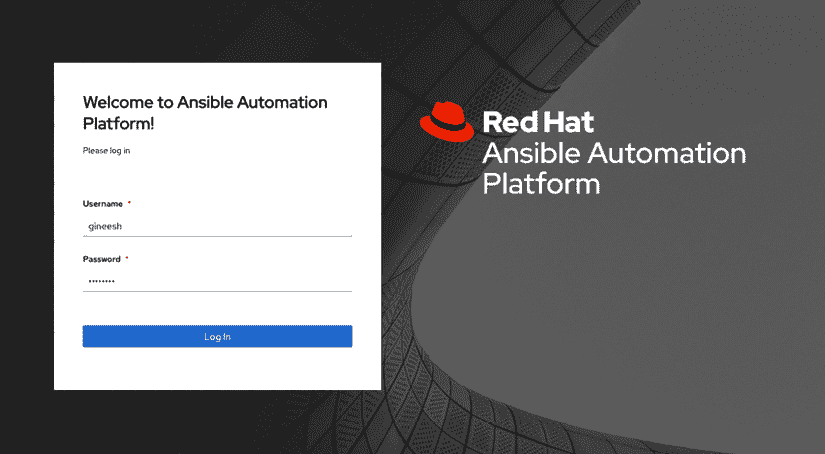 Welcome to Ansible Automation
Platform!
Please log in
Username *
gineesh
Password *
••••••••
Log In
Red Hat
Ansible Automation
Platform